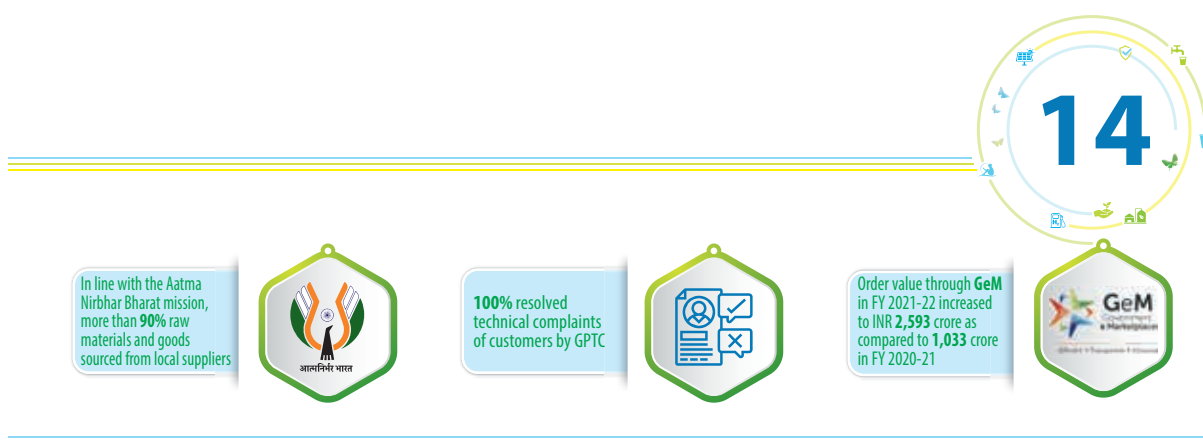 14
In line with the Aatma
Nirbhar Bharat mission,
more than 90% raw
materials and goods
sourced from local suppliers
आत्मनिर्भर भारत
100% resolved
technical complaints
of customers by GPTC
Order value through GeM
in FY 2021-22 increased
to INR 2,593 crore as
compared to 1,033 crore
in FY 2020-21
GeM
Government
e Marketplace